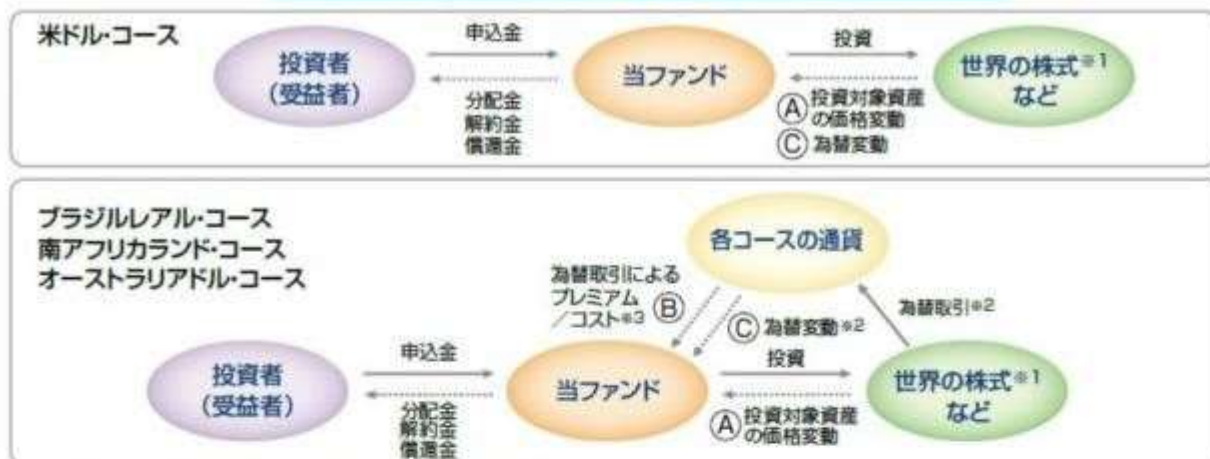 米ドル・コース
投資者
(受益者)
申込金
分配金
解約金
償還金
当ファンド
投資
Ⓐ 投資対象資産
の価格変動
Ⓒ 為替変動
世界の株式※1
など
ブラジルレアル・コース
南アフリカランド・コース
オーストラリアドル・コース
各コースの通貨
為替取引による
プレミアム
／コスト※3 Ⓑ
Ⓒ 為替変動※2
為替取引※2
投資者
(受益者)
申込金
分配金
解約金
償還金
当ファンド
投資
Ⓐ 投資対象資産
の価格変動
世界の株式※1
など